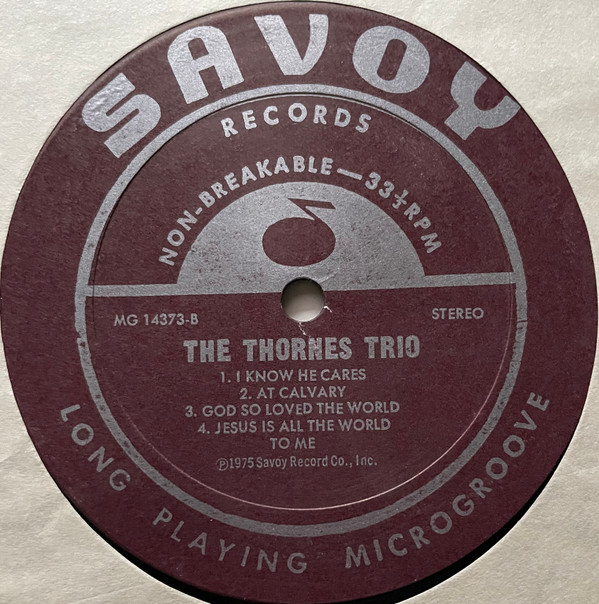 SAVOY
RECORDS
NON-BREAKABLE—33⅓RPM
MG 14373-B
STEREO
THE THORNES TRIO
1. I KNOW HE CARES
2. AT CALVARY
3. GOD SO LOVED THE WORLD
4. JESUS IS ALL THE WORLD
TO ME
℗1975 Savoy Record Co., Inc.
LONG PLAYING MICROGROOVE